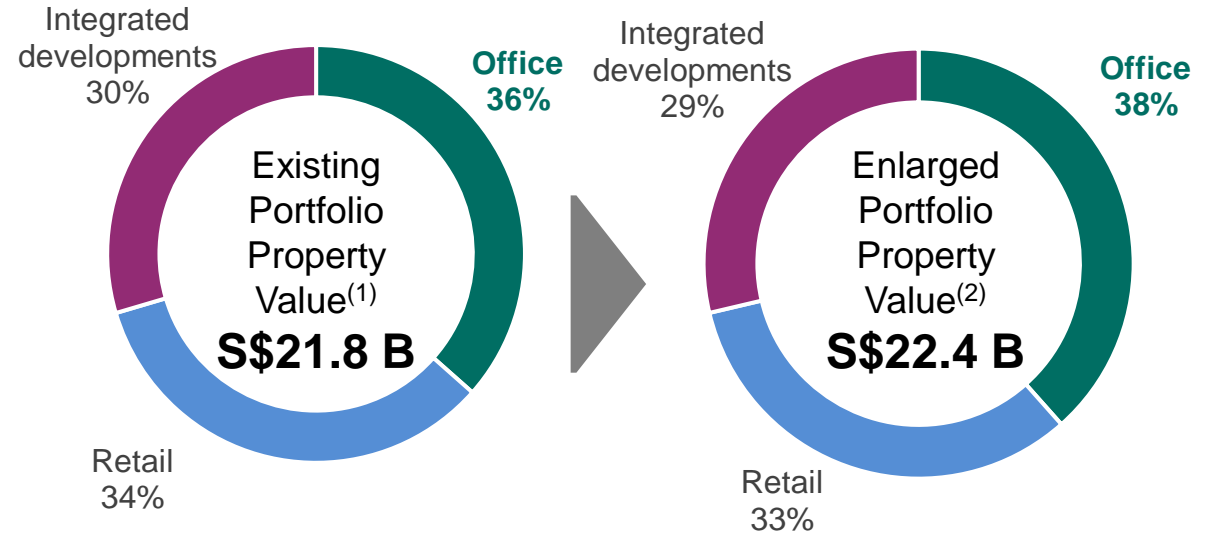 Integrated
developments
30%
Office
36%
Existing
Portfolio
Property
Value(1)
S$21.8 B
Retail
34%
Integrated
developments
29%
Office
38%
Enlarged
Portfolio
Property
Value(2)
S$22.4 B
Retail
33%